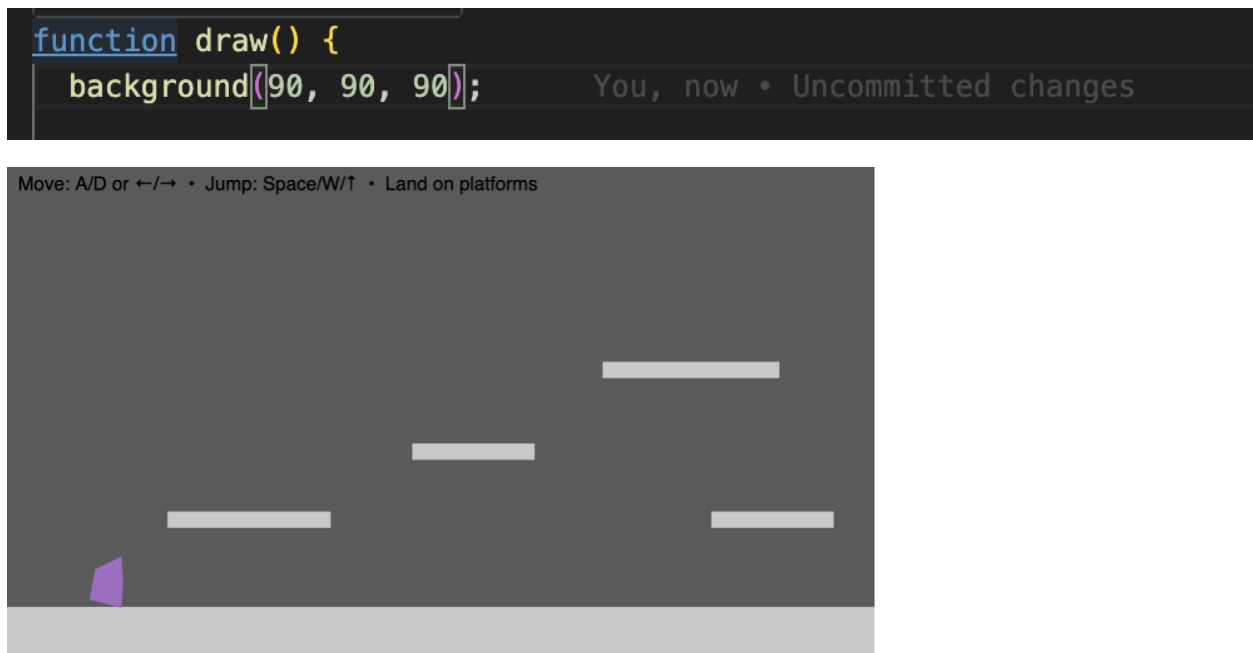 function draw() {
background(90, 90, 90); You, now • Uncommitted changes
Move: A/D or ←/→ • Jump: Space/W/↑ • Land on platforms